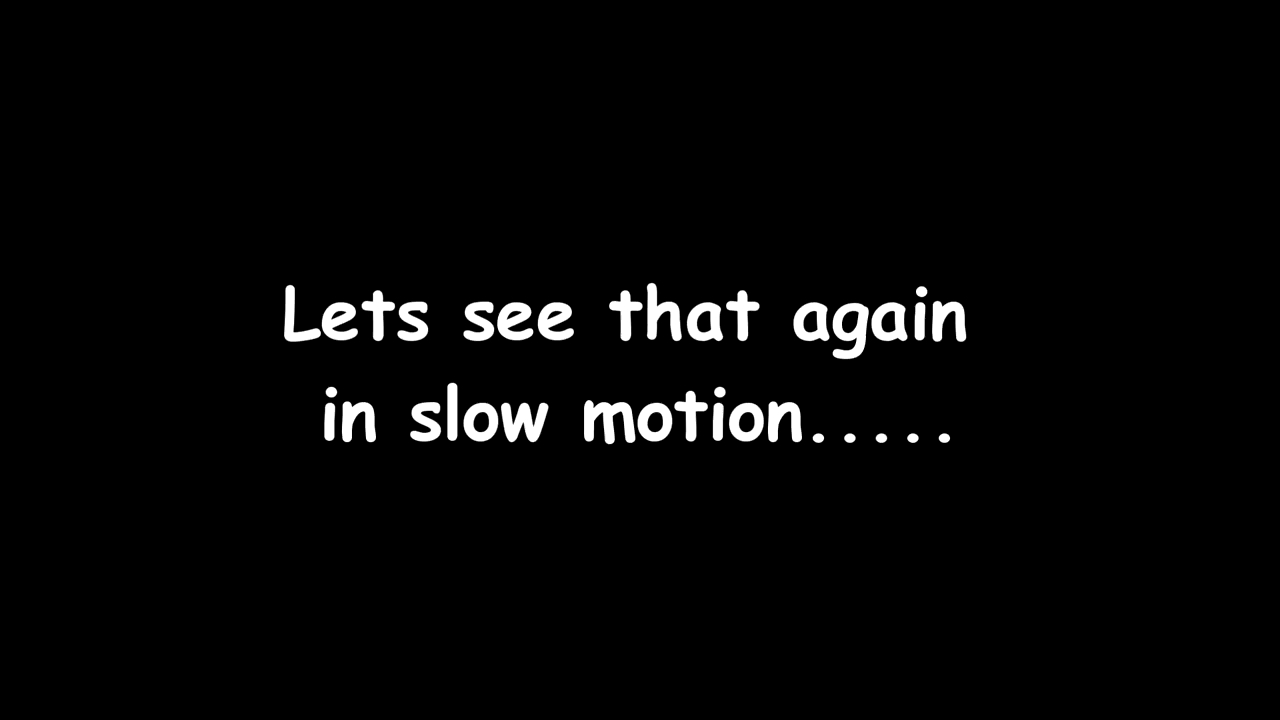 Lets see that again
in slow motion.....